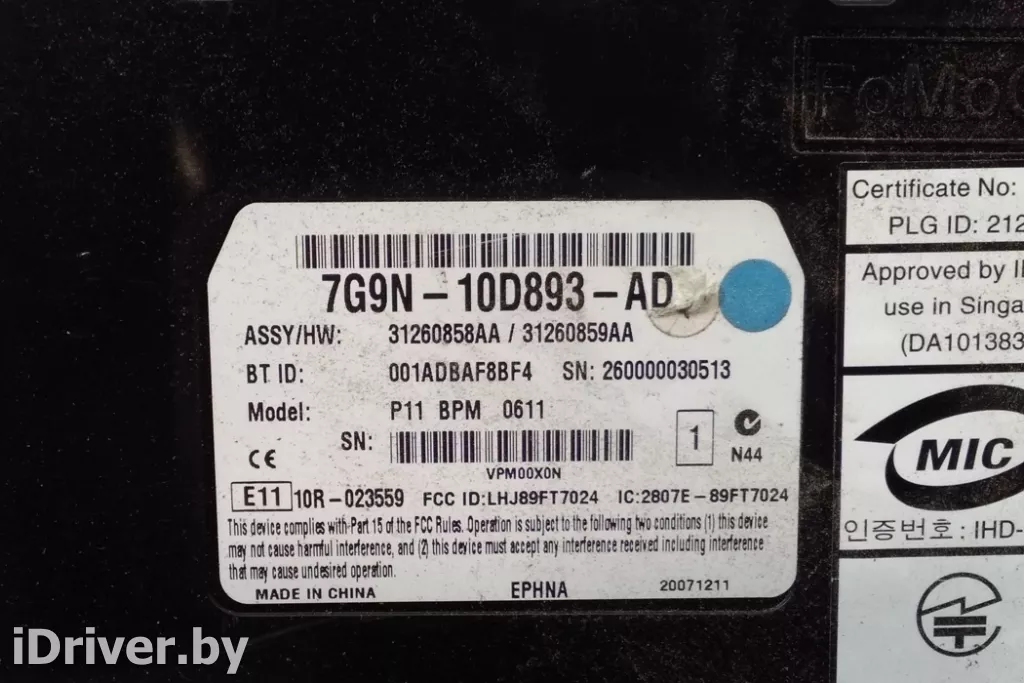 FoMoC
7G9N-10D893-AD
ASSY/HW: 31260858AA / 31260859AA
BT ID: 001ADBAF8BF4 SN: 260000030513
Model: P11 BPM 0611
SN:
VPM00X0N
1
N44
CE
E11 10R-023559 FCC ID:LHJ89FT7024 IC:2807E-89FT7024
This device complies with Part 15 of the FCC Rules. Operation is subject to the following two conditions (1) this device
may not cause harmful interference, and (2) this device must accept any interference received including interference
that may cause undesired operation.
MADE IN CHINA EPHNA 20071211
Certificate No:
PLG ID: 212
Approved by I
use in Singa
(DA101383
MIC
인증번호: IHD-
iDriver.by